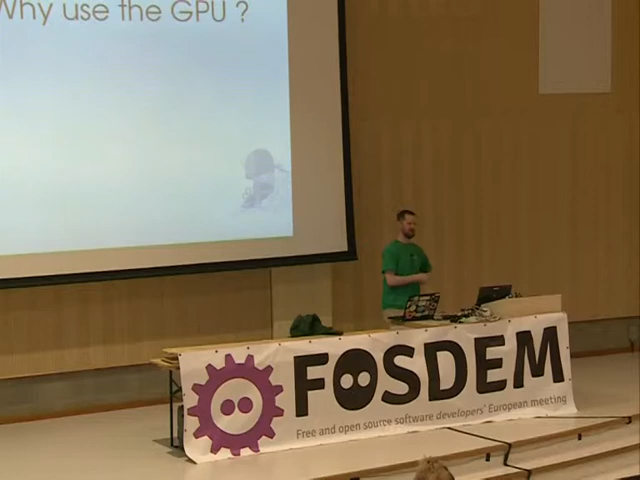 Why use the GPU ?
FOSDEM
Free and open source software developers' European meeting